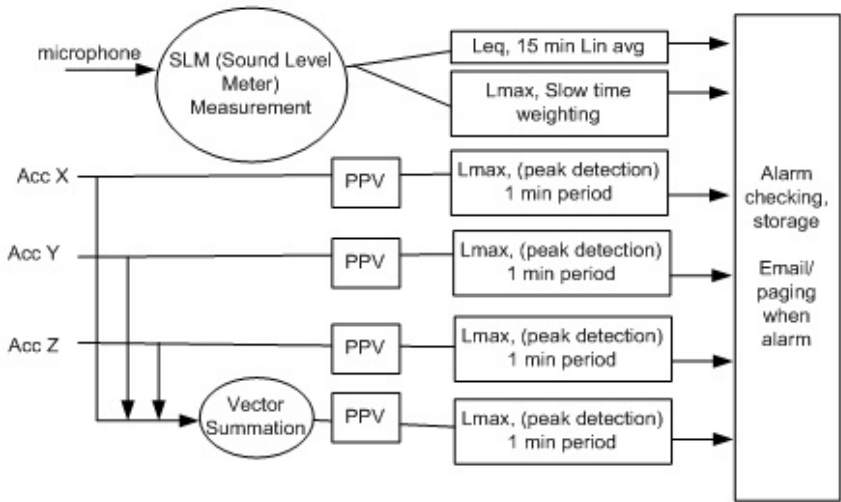 microphone
SLM (Sound Level
Meter)
Measurement
Leq, 15 min Lin avg
Lmax, Slow time
weighting
Acc X
PPV
Lmax, (peak detection)
1 min period
Acc Y
PPV
Lmax, (peak detection)
1 min period
Acc Z
PPV
Lmax, (peak detection)
1 min period
Vector
Summation
PPV
Lmax, (peak detection)
1 min period
Alarm
checking,
storage
Email/
paging
when
alarm